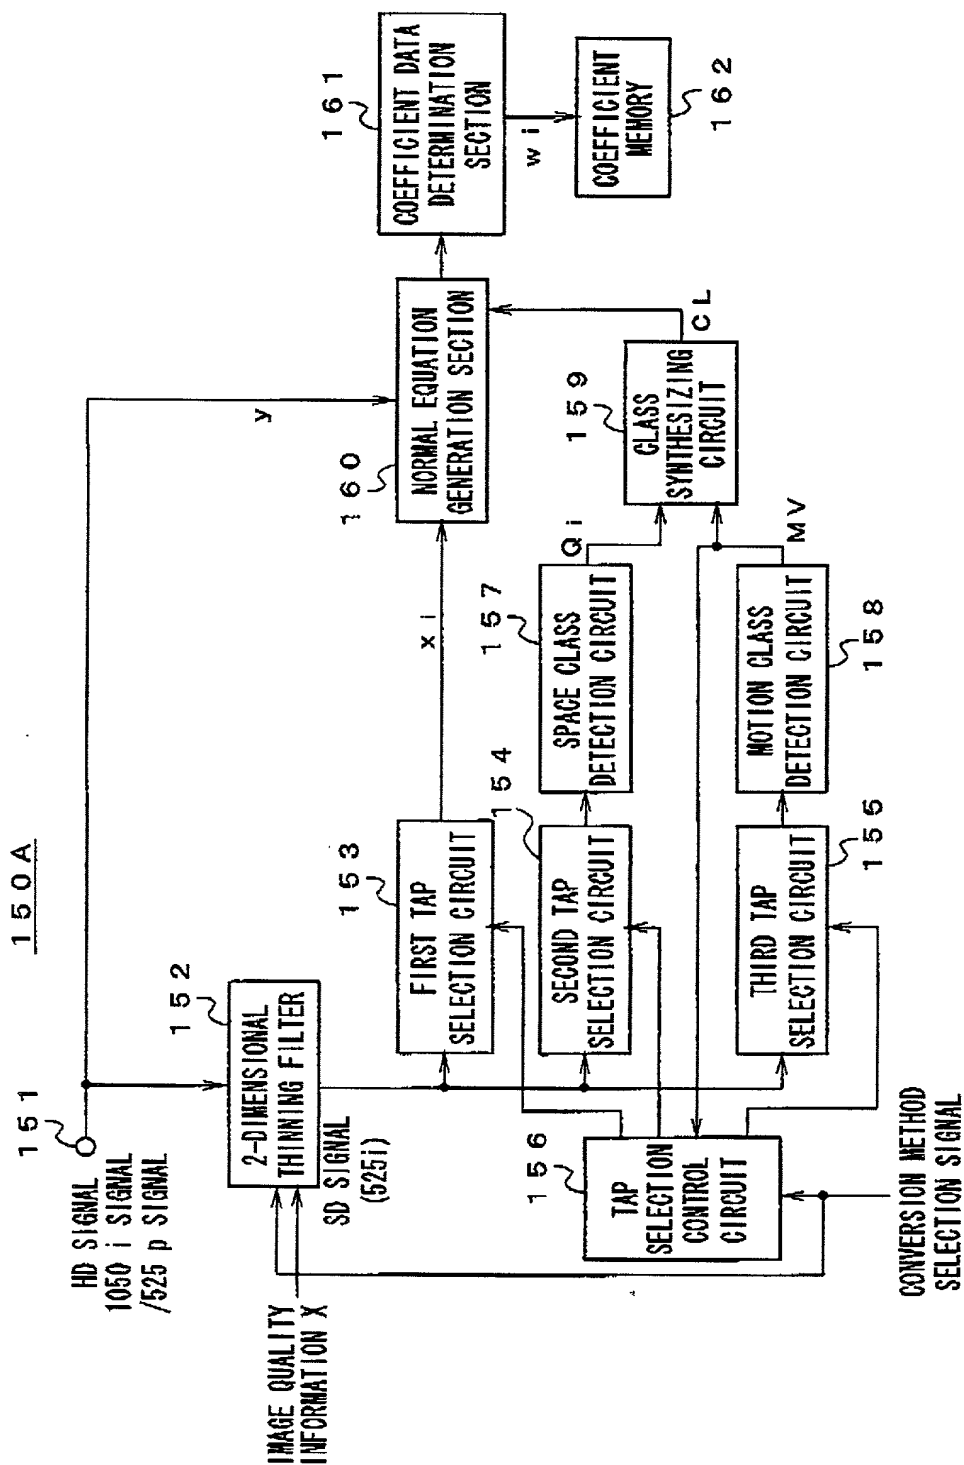 150A
151
HD SIGNAL
1050 i SIGNAL
/525 p SIGNAL
152
2-DIMENSIONAL
THINNING FILTER
IMAGE QUALITY
INFORMATION X
SD SIGNAL
(525i)
y
153
FIRST TAP
SELECTION CIRCUIT
xi
160
NORMAL EQUATION
GENERATION SECTION
161
COEFFICIENT DATA
DETERMINATION
SECTION
wi
COEFFICIENT
MEMORY
162
154
SECOND TAP
SELECTION CIRCUIT
157
SPACE CLASS
DETECTION CIRCUIT
Qi
159
CLASS
SYNTHESIZING
CIRCUIT
CL
156
TAP
SELECTION
CONTROL
CIRCUIT
THIRD TAP
SELECTION CIRCUIT
155
MOTION CLASS
DETECTION CIRCUIT
158
MV
CONVERSION METHOD
SELECTION SIGNAL